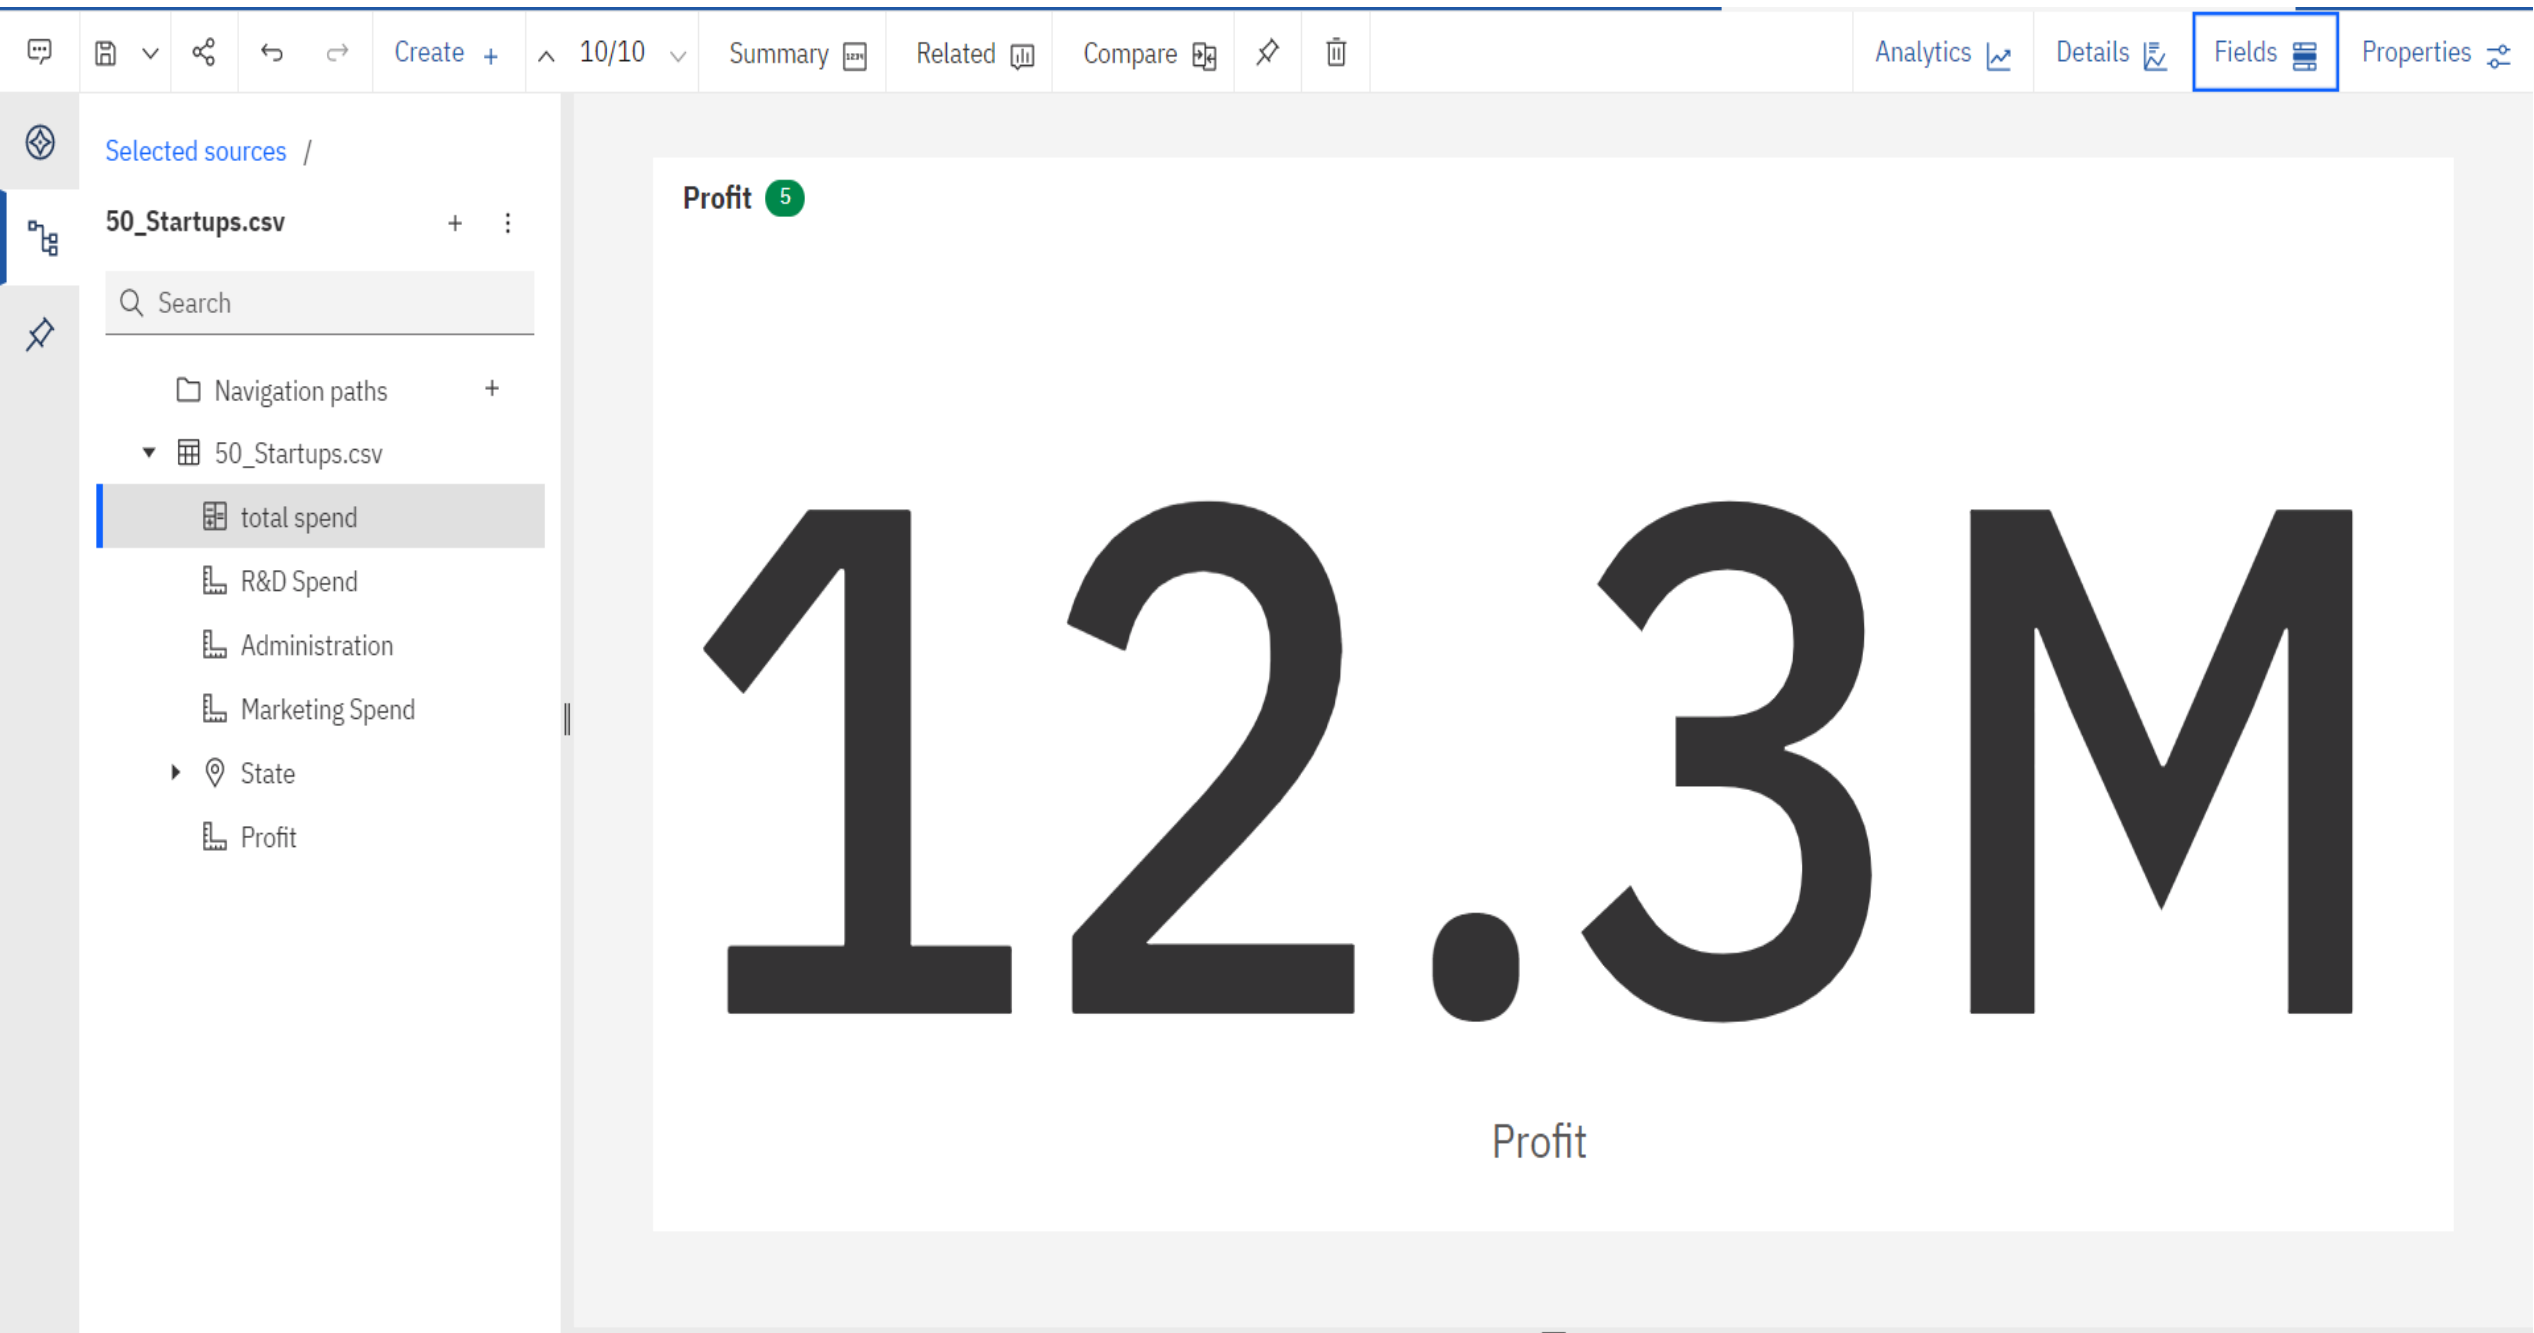 Create + 10/10 Summary Related Compare Analytics Details Fields Properties
Selected sources /
50_Startups.csv
Search
Navigation paths
50_Startups.csv
total spend
R&D Spend
Administration
Marketing Spend
State
Profit
Profit 5
12.3M
Profit